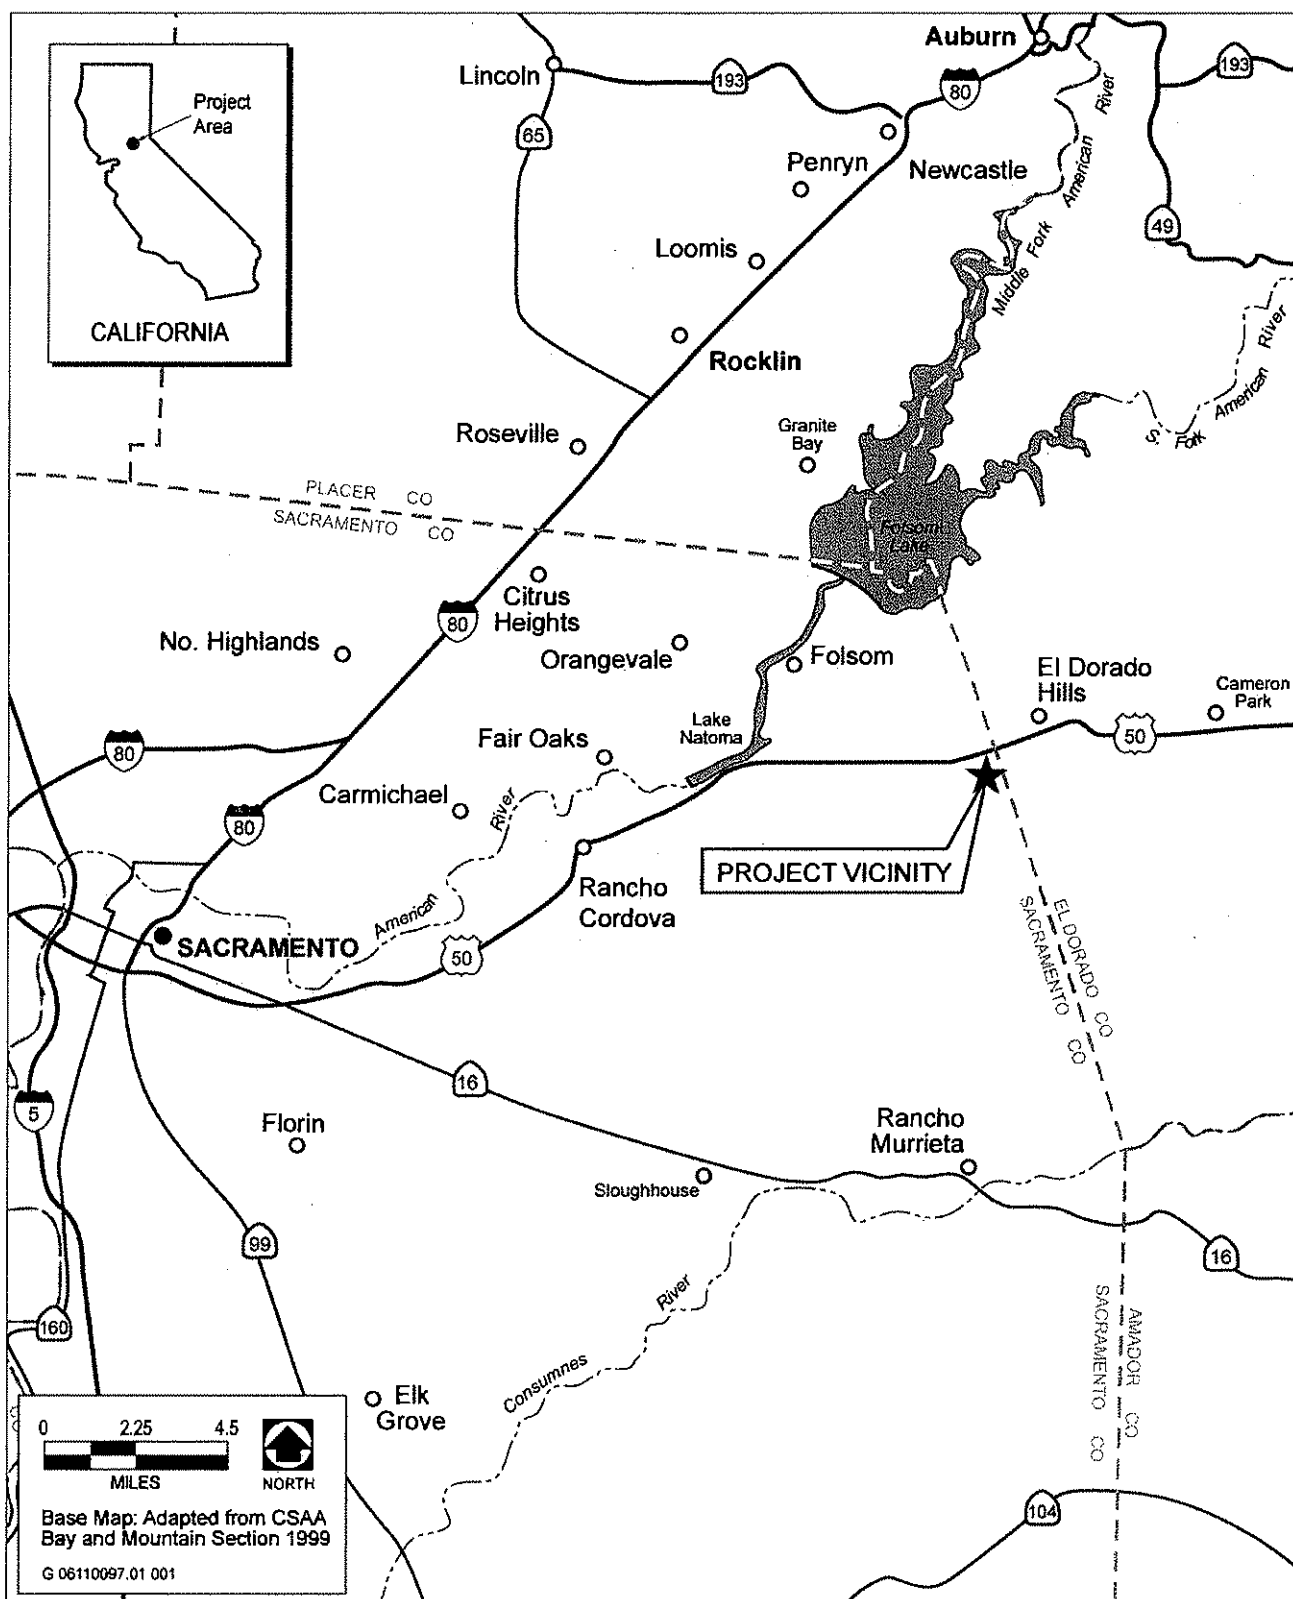 Auburn
Lincoln
193
80
193
Project
Area
65
River
Penryn
Newcastle
American
Loomis
49
Middle Fork
CALIFORNIA
Rocklin
River
Granite
Bay
American
S. Fork
Roseville
PLACER CO
SACRAMENTO CO
Folsom
Lake
Citrus
Heights
80
No. Highlands
Orangevale
Folsom
El Dorado
Hills
Cameron
Park
Lake
Natoma
50
80
Fair Oaks
Carmichael
80
River
PROJECT VICINITY
Rancho
Cordova
American
EL DORADO CO
SACRAMENTO CO
SACRAMENTO
50
16
5
Florin
Rancho
Murrieta
Sloughhouse
99
16
160
River
AMADOR CO
SACRAMENTO CO
Consumnes
Elk
Grove
0 2.25 4.5
MILES
NORTH
104
Base Map: Adapted from CSAA
Bay and Mountain Section 1999
G 06110097.01 001